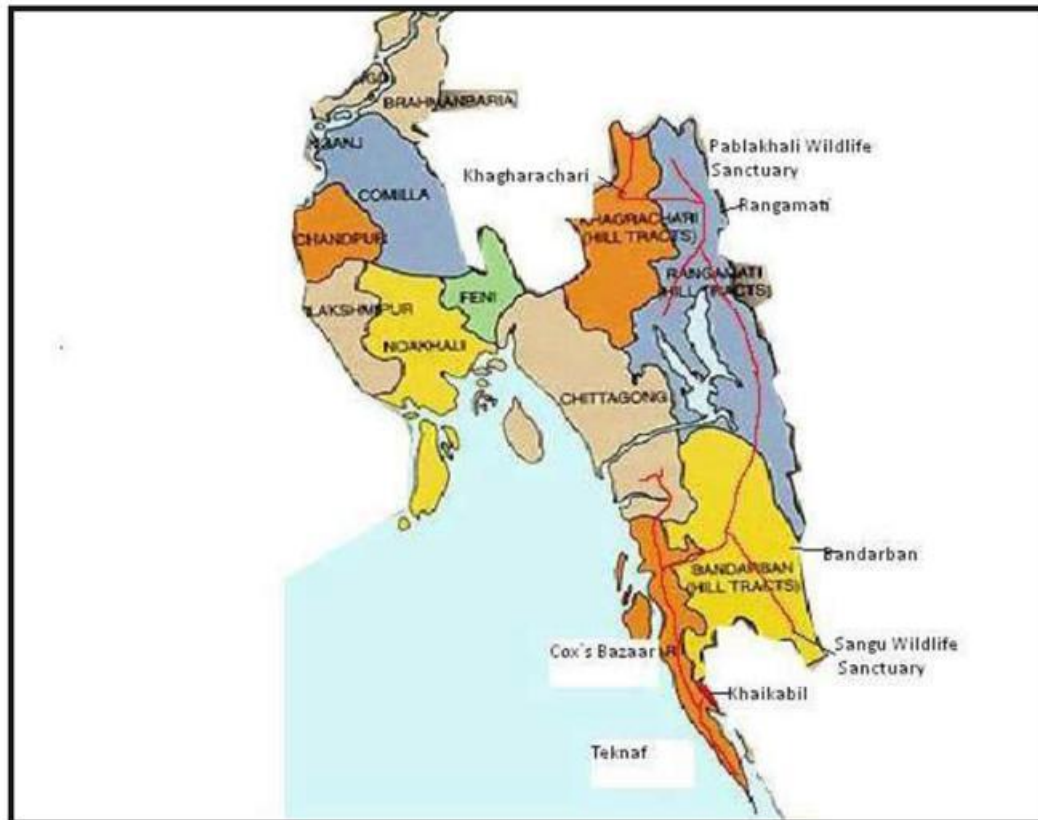 BRAHMANBARIA
COMILLA
CHANDPUR
LAKSHMIPUR
NOAKHALI
FENI
Khagharachari
KHAGRACHARI
(HILL TRACTS)
Pablakhali Wildlife
Sanctuary
Rangamati
RANGAMATI
(HILL TRACTS)
CHITTAGONG
Bandarban
BANDARBAN
(HILL TRACTS)
Sangu Wildlife
Sanctuary
Cox's Bazaar
Khaikabil
Teknaf